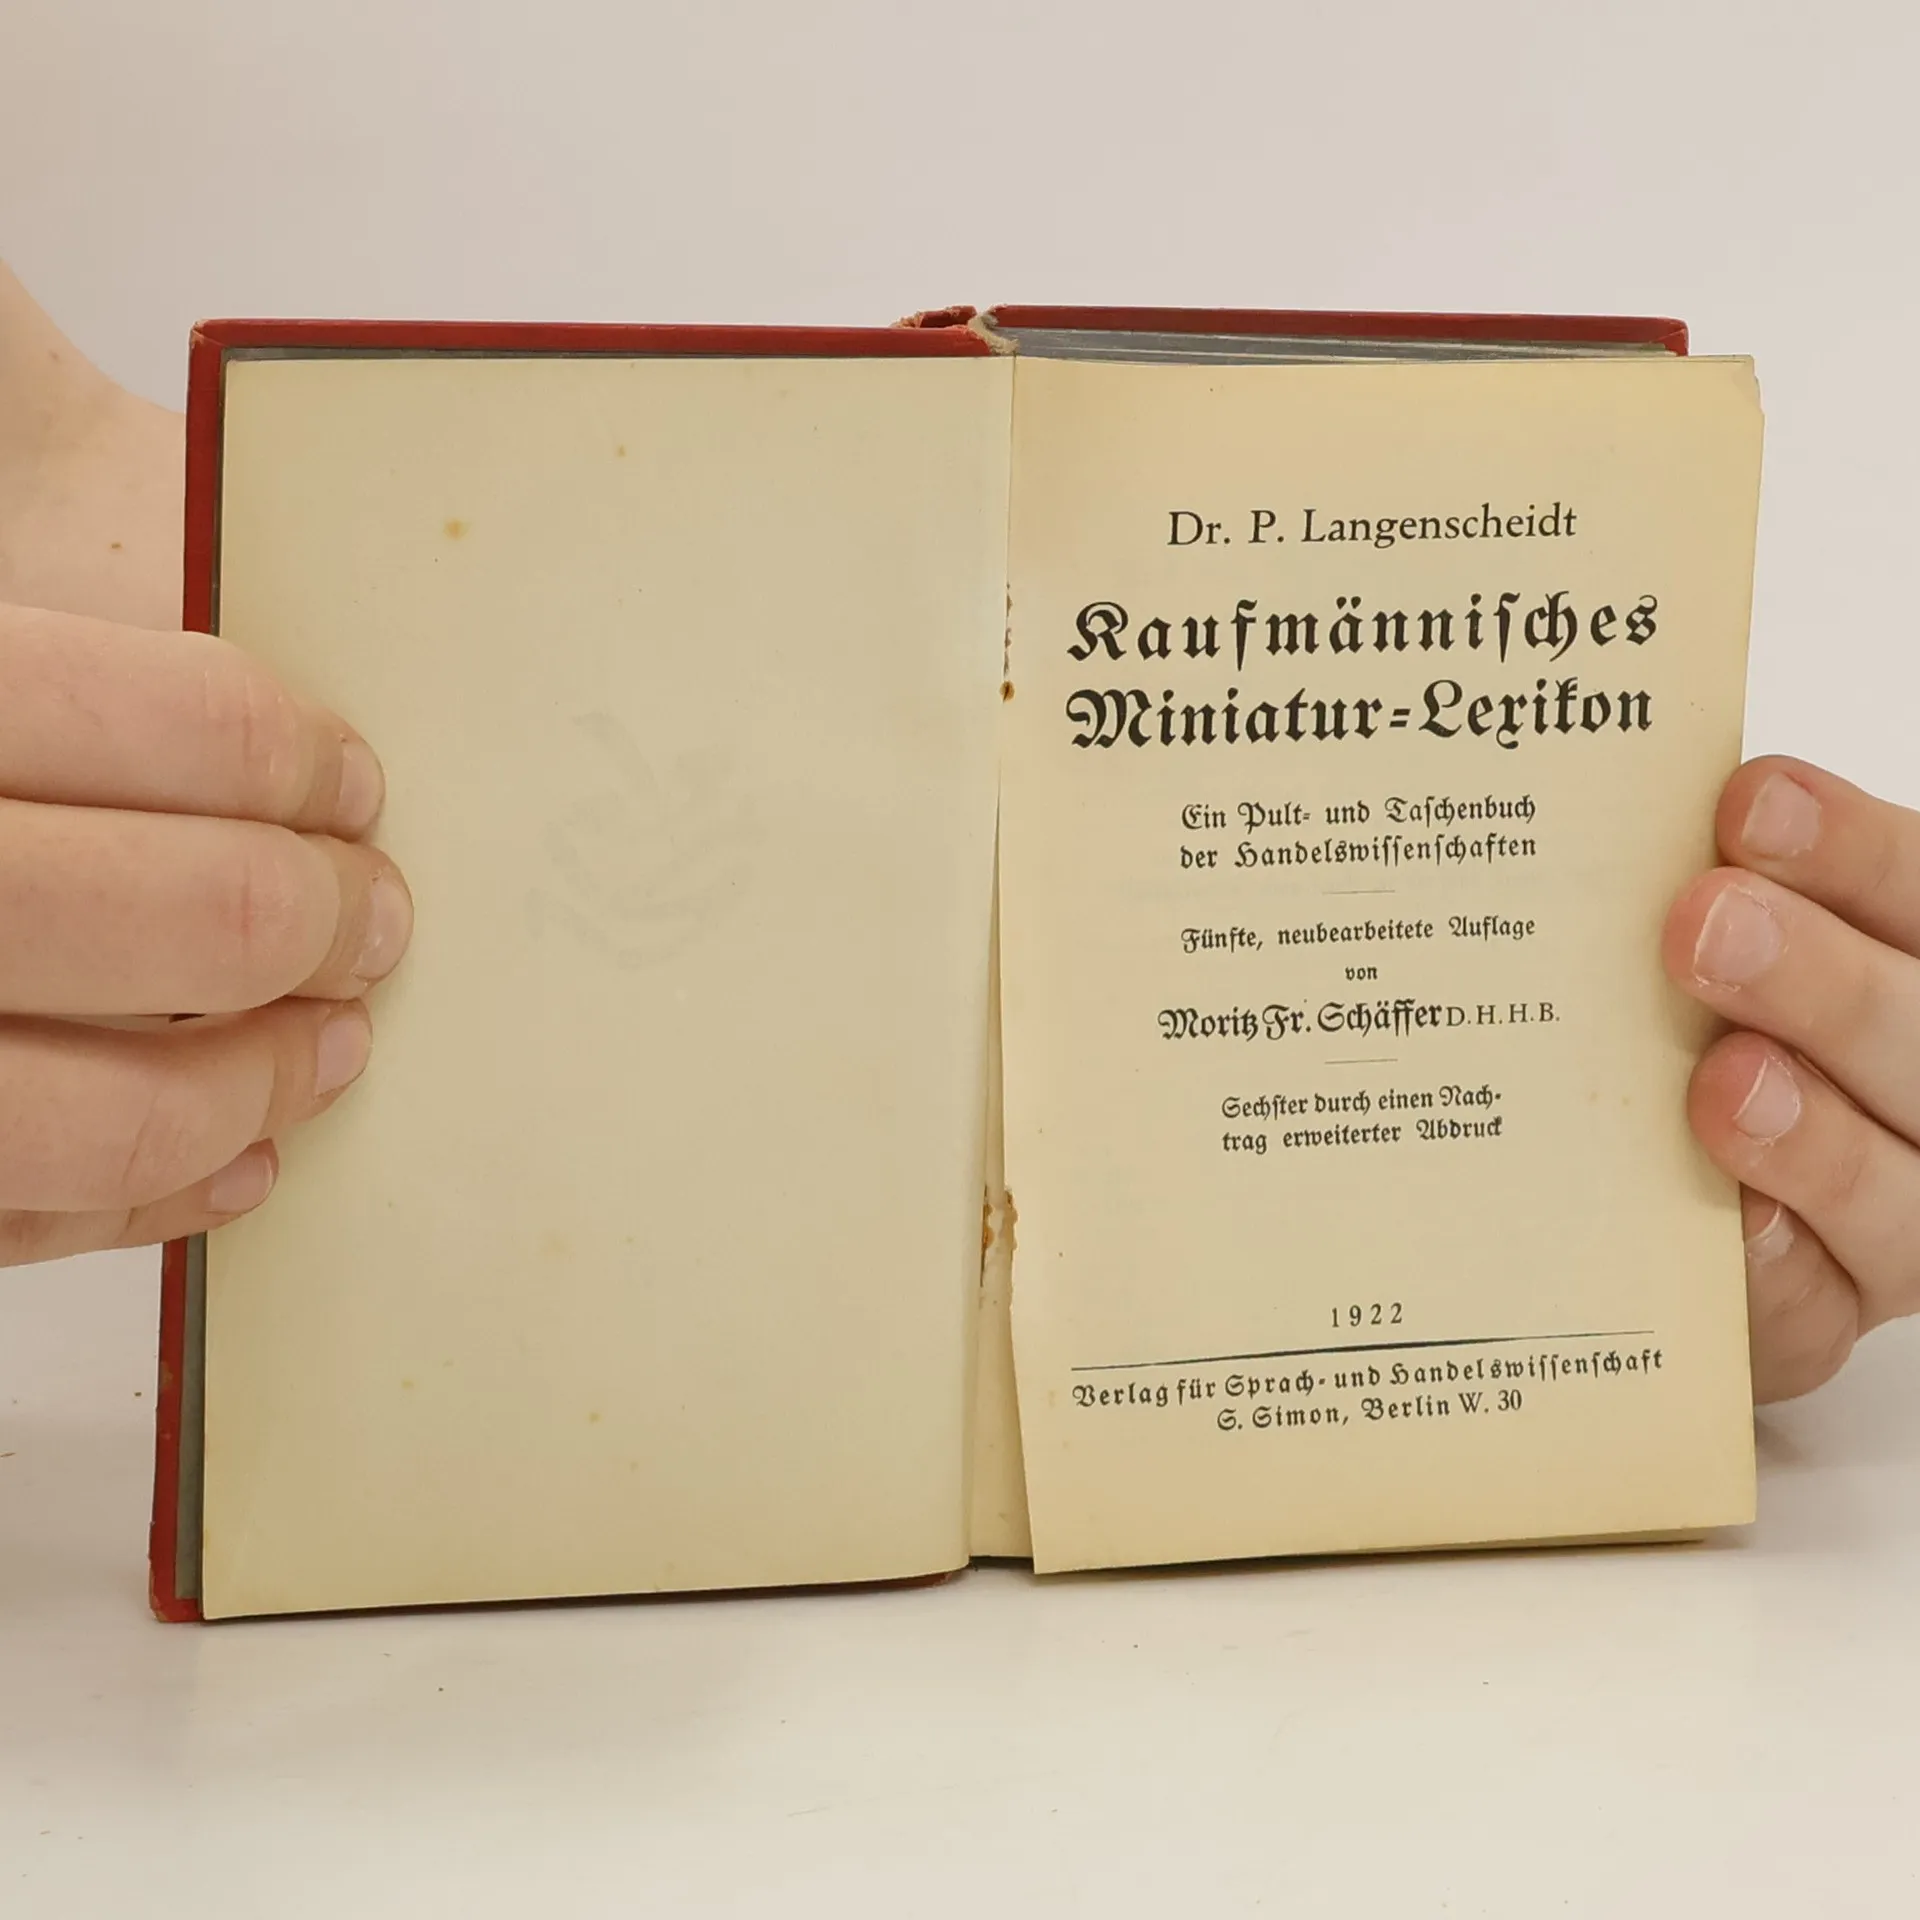 Dr. P. Langenscheidt
Kaufmänniſches
Miniatur=Lexikon
Ein Pult= und Taſchenbuch
der Handelswiſſenſchaften
Fünfte, neubearbeitete Auflage
von
Moritz Fr. Schäffer D. H. H. B.
Sechſter durch einen Nach-
trag erweiterter Abdruck
1922
Verlag für Sprach- und Handelswiſſenſchaft
S. Simon, Berlin W. 30